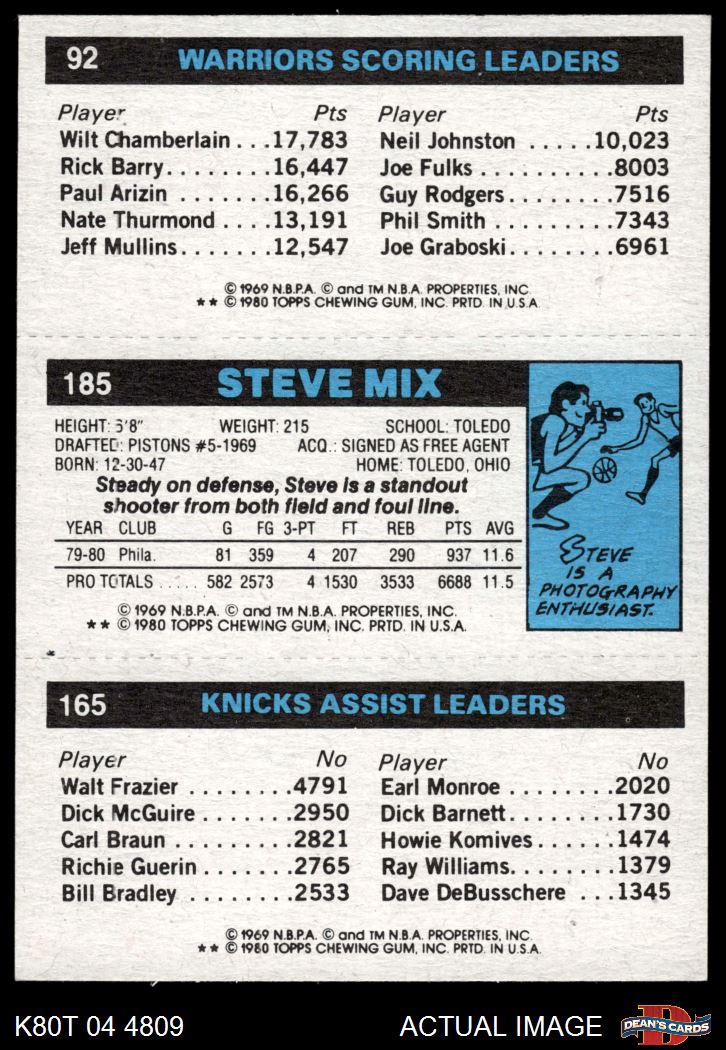 92 WARRIORS SCORING LEADERS
Player Pts Player Pts
Wilt Chamberlain . . . 17,783 Neil Johnston . . . . . 10,023
Rick Barry. . . . . . . . 16,447 Joe Fulks . . . . . . . . . . 8003
Paul Arizin . . . . . . . 16,266 Guy Rodgers. . . . . . . . 7516
Nate Thurmond . . . . 13,191 Phil Smith . . . . . . . . . 7343
Jeff Mullins. . . . . . . 12,547 Joe Graboski. . . . . . . . 6961
© 1969 N.B.P.A. © and TM N.B.A. PROPERTIES, INC.
★★ © 1980 TOPPS CHEWING GUM, INC. PRTD. IN U.S.A.
185 STEVE MIX
HEIGHT: 6'8" WEIGHT: 215 SCHOOL: TOLEDO
DRAFTED: PISTONS #5-1969 ACQ.: SIGNED AS FREE AGENT
BORN: 12-30-47 HOME: TOLEDO, OHIO
Steady on defense, Steve is a standout
shooter from both field and foul line.
YEAR CLUB G FG 3-PT FT REB PTS AVG
79-80 Phila. 81 359 4 207 290 937 11.6
PRO TOTALS . . . . . 582 2573 4 1530 3533 6688 11.5
© 1969 N.B.P.A. © and TM N.B.A. PROPERTIES, INC.
★★ © 1980 TOPPS CHEWING GUM, INC. PRTD. IN U.S.A.
STEVE
IS A
PHOTOGRAPHY
ENTHUSIAST.
165 KNICKS ASSIST LEADERS
Player No Player No
Walt Frazier . . . . . . . . 4791 Earl Monroe . . . . . . . . 2020
Dick McGuire . . . . . . . 2950 Dick Barnett. . . . . . . . 1730
Carl Braun . . . . . . . . . 2821 Howie Komives. . . . . . 1474
Richie Guerin . . . . . . . 2765 Ray Williams. . . . . . . . 1379
Bill Bradley . . . . . . . . 2533 Dave DeBusschere . . . 1345
© 1969 N.B.P.A. © and TM N.B.A. PROPERTIES, INC.
★★ © 1980 TOPPS CHEWING GUM, INC. PRTD. IN U.S.A.
K80T 04 4809 ACTUAL IMAGE D DEAN'S CARDS